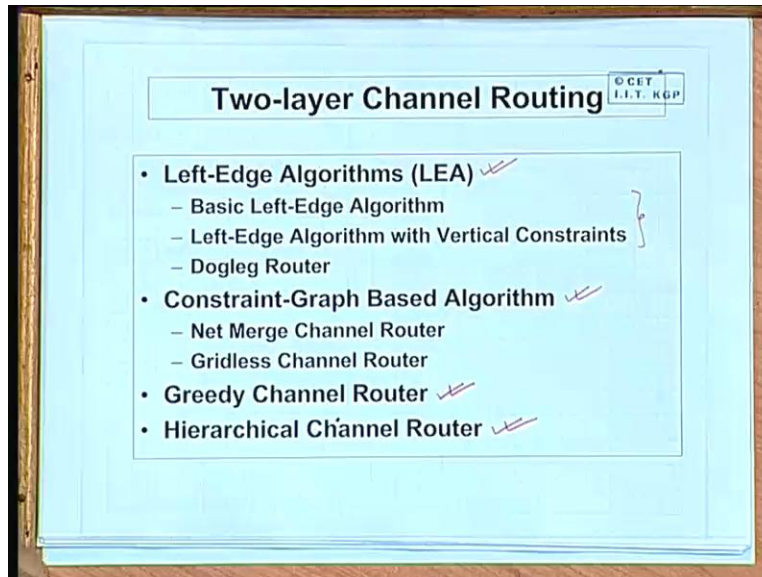 Two-layer Channel Routing
© CET
I.I.T. KGP
• Left-Edge Algorithms (LEA)
– Basic Left-Edge Algorithm
– Left-Edge Algorithm with Vertical Constraints
– Dogleg Router
• Constraint-Graph Based Algorithm
– Net Merge Channel Router
– Gridless Channel Router
• Greedy Channel Router
• Hierarchical Channel Router